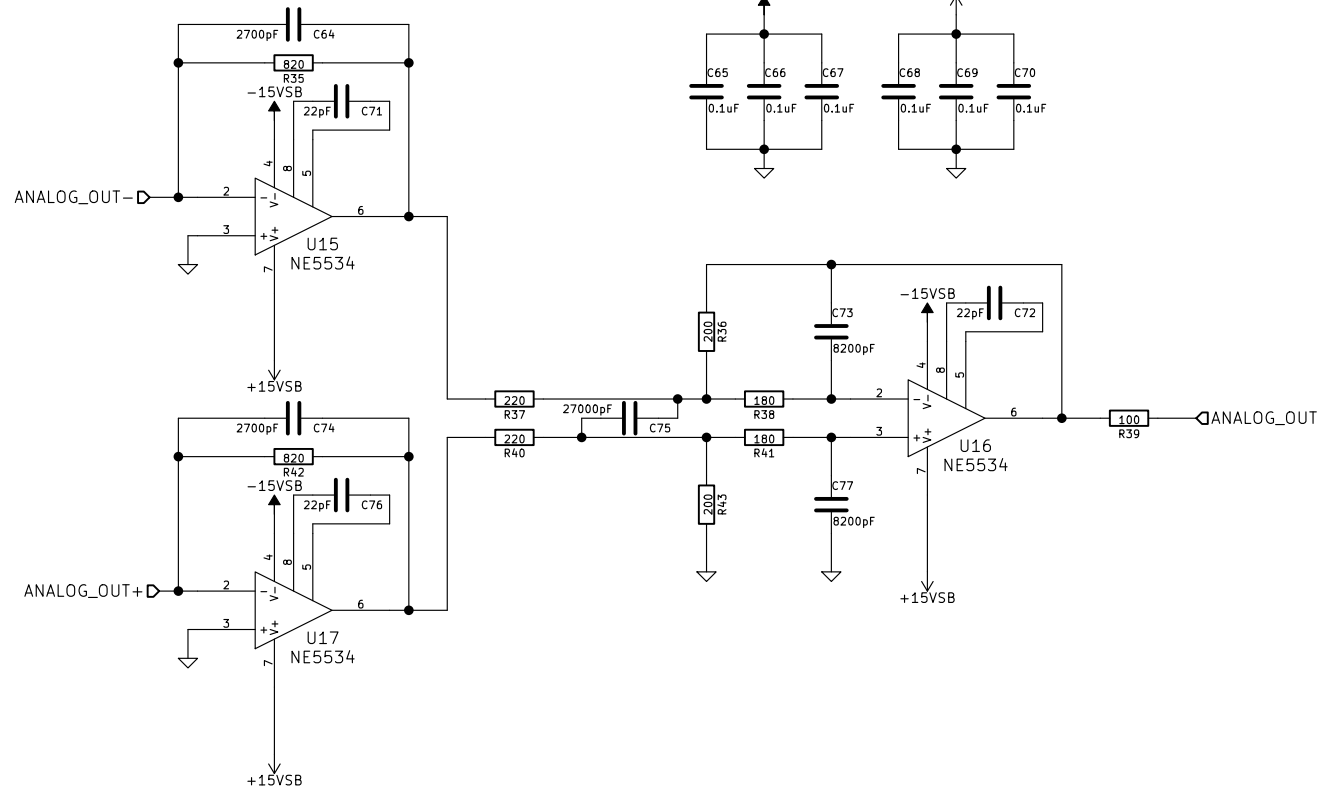 2700pF C64
820
R35
-15VSB
22pF C71
4
8
5
ANALOG_OUT-
2
3
6
- V-
+ V+
7
U15
NE5534
+15VSB
C65 C66 C67
0.1uF 0.1uF 0.1uF
C68 C69 C70
0.1uF 0.1uF 0.1uF
2700pF C74
820
R42
-15VSB
22pF C76
4
8
5
ANALOG_OUT+
2
3
6
- V-
+ V+
7
U17
NE5534
+15VSB
220
R37
27000pF C75
220
R40
200
R36
180
R38
C73
8200pF
180
R41
200
R43
C77
8200pF
-15VSB
22pF C72
4
8
5
2
3
6
- V-
+ V+
7
U16
NE5534
+15VSB
100
R39
ANALOG_OUT